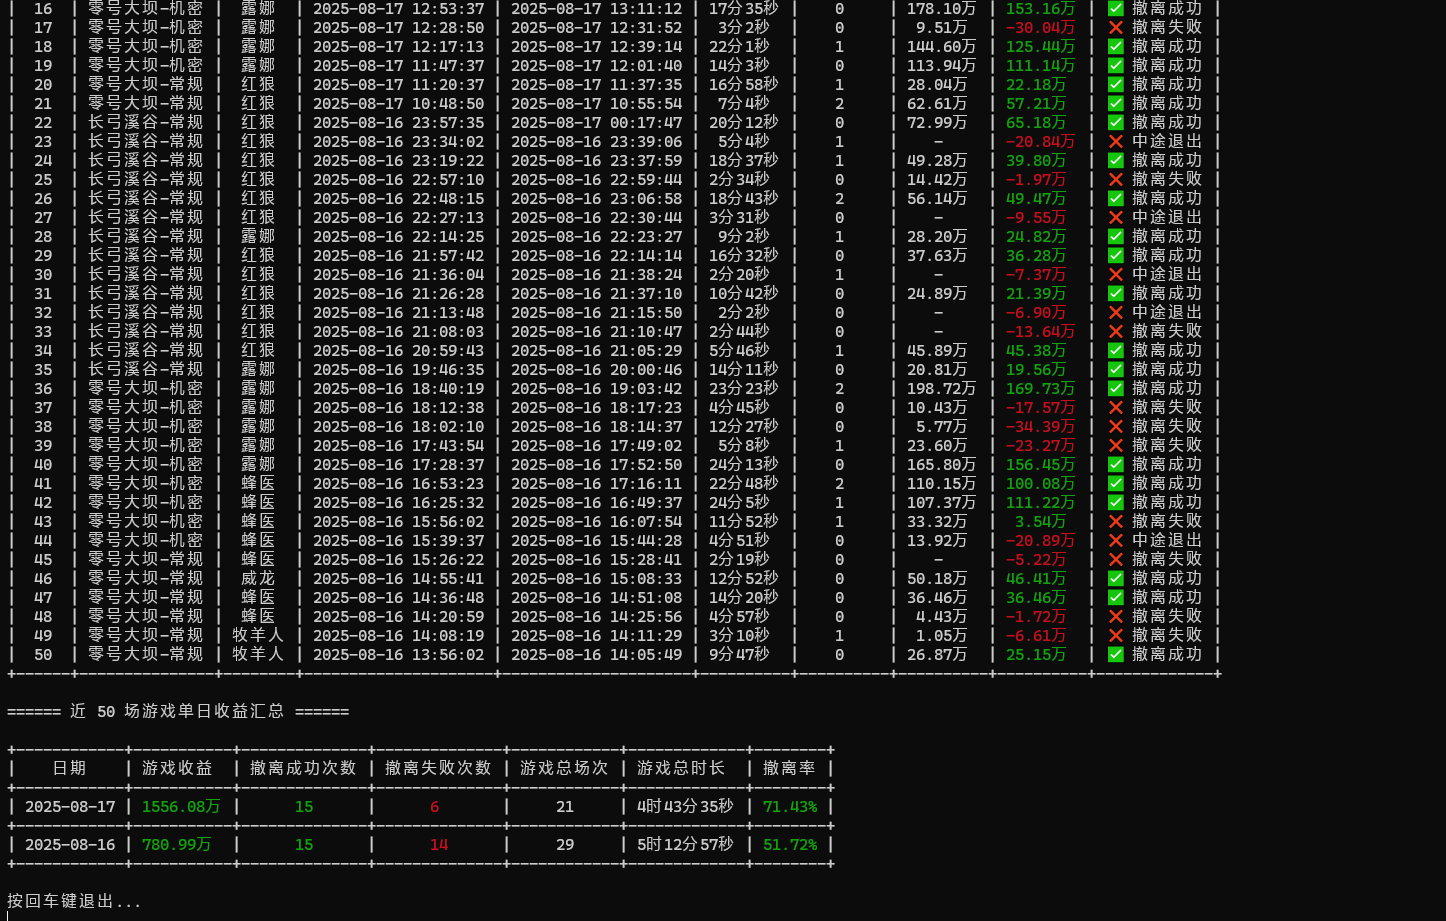 | 16 | 零号大坝-机密 | 露娜 | 2025-08-17 12:53:37 | 2025-08-17 13:11:12 | 17分35秒 | 0 | 178.10万 | 153.16万 | ✅ 撤离成功 |
| 17 | 零号大坝-机密 | 露娜 | 2025-08-17 12:28:50 | 2025-08-17 12:31:52 | 3分2秒 | 0 | 9.51万 | -30.04万 | ❌ 撤离失败 |
| 18 | 零号大坝-机密 | 露娜 | 2025-08-17 12:17:13 | 2025-08-17 12:39:14 | 22分1秒 | 1 | 144.60万 | 125.44万 | ✅ 撤离成功 |
| 19 | 零号大坝-机密 | 露娜 | 2025-08-17 11:47:37 | 2025-08-17 12:01:40 | 14分3秒 | 0 | 113.94万 | 111.14万 | ✅ 撤离成功 |
| 20 | 零号大坝-常规 | 红狼 | 2025-08-17 11:20:37 | 2025-08-17 11:37:35 | 16分58秒 | 1 | 28.04万 | 22.18万 | ✅ 撤离成功 |
| 21 | 零号大坝-常规 | 红狼 | 2025-08-17 10:48:50 | 2025-08-17 10:55:54 | 7分4秒 | 2 | 62.61万 | 57.21万 | ✅ 撤离成功 |
| 22 | 长弓溪谷-常规 | 红狼 | 2025-08-16 23:57:35 | 2025-08-17 00:17:47 | 20分12秒 | 0 | 72.99万 | 65.18万 | ✅ 撤离成功 |
| 23 | 长弓溪谷-常规 | 红狼 | 2025-08-16 23:34:02 | 2025-08-16 23:39:06 | 5分4秒 | 1 | - | -20.84万 | ❌ 中途退出 |
| 24 | 长弓溪谷-常规 | 红狼 | 2025-08-16 23:19:22 | 2025-08-16 23:37:59 | 18分37秒 | 1 | 49.28万 | 39.80万 | ✅ 撤离成功 |
| 25 | 长弓溪谷-常规 | 红狼 | 2025-08-16 22:57:10 | 2025-08-16 22:59:44 | 2分34秒 | 0 | 14.42万 | -1.97万 | ❌ 撤离失败 |
| 26 | 长弓溪谷-常规 | 红狼 | 2025-08-16 22:48:15 | 2025-08-16 23:06:58 | 18分43秒 | 2 | 56.14万 | 49.47万 | ✅ 撤离成功 |
| 27 | 长弓溪谷-常规 | 红狼 | 2025-08-16 22:27:13 | 2025-08-16 22:30:44 | 3分31秒 | 0 | - | -9.55万 | ❌ 中途退出 |
| 28 | 长弓溪谷-常规 | 露娜 | 2025-08-16 22:14:25 | 2025-08-16 22:23:27 | 9分2秒 | 1 | 28.20万 | 24.82万 | ✅ 撤离成功 |
| 29 | 长弓溪谷-常规 | 红狼 | 2025-08-16 21:57:42 | 2025-08-16 22:14:14 | 16分32秒 | 0 | 37.63万 | 36.28万 | ✅ 撤离成功 |
| 30 | 长弓溪谷-常规 | 红狼 | 2025-08-16 21:36:04 | 2025-08-16 21:38:24 | 2分20秒 | 1 | - | -7.37万 | ❌ 中途退出 |
| 31 | 长弓溪谷-常规 | 红狼 | 2025-08-16 21:26:28 | 2025-08-16 21:37:10 | 10分42秒 | 0 | 24.89万 | 21.39万 | ✅ 撤离成功 |
| 32 | 长弓溪谷-常规 | 红狼 | 2025-08-16 21:13:48 | 2025-08-16 21:15:50 | 2分2秒 | 0 | - | -6.90万 | ❌ 中途退出 |
| 33 | 长弓溪谷-常规 | 红狼 | 2025-08-16 21:08:03 | 2025-08-16 21:10:47 | 2分44秒 | 0 | - | -13.64万 | ❌ 撤离失败 |
| 34 | 长弓溪谷-常规 | 红狼 | 2025-08-16 20:59:43 | 2025-08-16 21:05:29 | 5分46秒 | 1 | 45.89万 | 45.38万 | ✅ 撤离成功 |
| 35 | 长弓溪谷-常规 | 露娜 | 2025-08-16 19:46:35 | 2025-08-16 20:00:46 | 14分11秒 | 0 | 20.81万 | 19.56万 | ✅ 撤离成功 |
| 36 | 零号大坝-机密 | 露娜 | 2025-08-16 18:40:19 | 2025-08-16 19:03:42 | 23分23秒 | 2 | 198.72万 | 169.73万 | ✅ 撤离成功 |
| 37 | 零号大坝-机密 | 露娜 | 2025-08-16 18:12:38 | 2025-08-16 18:17:23 | 4分45秒 | 0 | 10.43万 | -17.57万 | ❌ 撤离失败 |
| 38 | 零号大坝-机密 | 露娜 | 2025-08-16 18:02:10 | 2025-08-16 18:14:37 | 12分27秒 | 0 | 5.77万 | -34.39万 | ❌ 撤离失败 |
| 39 | 零号大坝-机密 | 露娜 | 2025-08-16 17:43:54 | 2025-08-16 17:49:02 | 5分8秒 | 1 | 23.60万 | -23.27万 | ❌ 撤离失败 |
| 40 | 零号大坝-机密 | 露娜 | 2025-08-16 17:28:37 | 2025-08-16 17:52:50 | 24分13秒 | 0 | 165.80万 | 156.45万 | ✅ 撤离成功 |
| 41 | 零号大坝-机密 | 蜂医 | 2025-08-16 16:53:23 | 2025-08-16 17:16:11 | 22分48秒 | 2 | 110.15万 | 100.08万 | ✅ 撤离成功 |
| 42 | 零号大坝-机密 | 蜂医 | 2025-08-16 16:25:32 | 2025-08-16 16:49:37 | 24分5秒 | 1 | 107.37万 | 111.22万 | ✅ 撤离成功 |
| 43 | 零号大坝-机密 | 蜂医 | 2025-08-16 15:56:02 | 2025-08-16 16:07:54 | 11分52秒 | 1 | 33.32万 | 3.54万 | ❌ 撤离失败 |
| 44 | 零号大坝-机密 | 蜂医 | 2025-08-16 15:39:37 | 2025-08-16 15:44:28 | 4分51秒 | 0 | 13.92万 | -20.89万 | ❌ 中途退出 |
| 45 | 零号大坝-常规 | 蜂医 | 2025-08-16 15:26:22 | 2025-08-16 15:28:41 | 2分19秒 | 0 | - | -5.22万 | ❌ 撤离失败 |
| 46 | 零号大坝-常规 | 威龙 | 2025-08-16 14:55:41 | 2025-08-16 15:08:33 | 12分52秒 | 0 | 50.18万 | 46.41万 | ✅ 撤离成功 |
| 47 | 零号大坝-常规 | 蜂医 | 2025-08-16 14:36:48 | 2025-08-16 14:51:08 | 14分20秒 | 0 | 36.46万 | 36.46万 | ✅ 撤离成功 |
| 48 | 零号大坝-常规 | 蜂医 | 2025-08-16 14:20:59 | 2025-08-16 14:25:56 | 4分57秒 | 0 | 4.43万 | -1.72万 | ❌ 撤离失败 |
| 49 | 零号大坝-常规 | 牧羊人 | 2025-08-16 14:08:19 | 2025-08-16 14:11:29 | 3分10秒 | 1 | 1.05万 | -6.61万 | ❌ 撤离失败 |
| 50 | 零号大坝-常规 | 牧羊人 | 2025-08-16 13:56:02 | 2025-08-16 14:05:49 | 9分47秒 | 0 | 26.87万 | 25.15万 | ✅ 撤离成功 |
====== 近 50 场游戏单日收益汇总 ======
| 日期 | 游戏收益 | 撤离成功次数 | 撤离失败次数 | 游戏总场次 | 游戏总时长 | 撤离率 |
| 2025-08-17 | 1556.08万 | 15 | 6 | 21 | 4时43分35秒 | 71.43% |
| 2025-08-16 | 780.99万 | 15 | 14 | 29 | 5时12分57秒 | 51.72% |
按回车键退出...